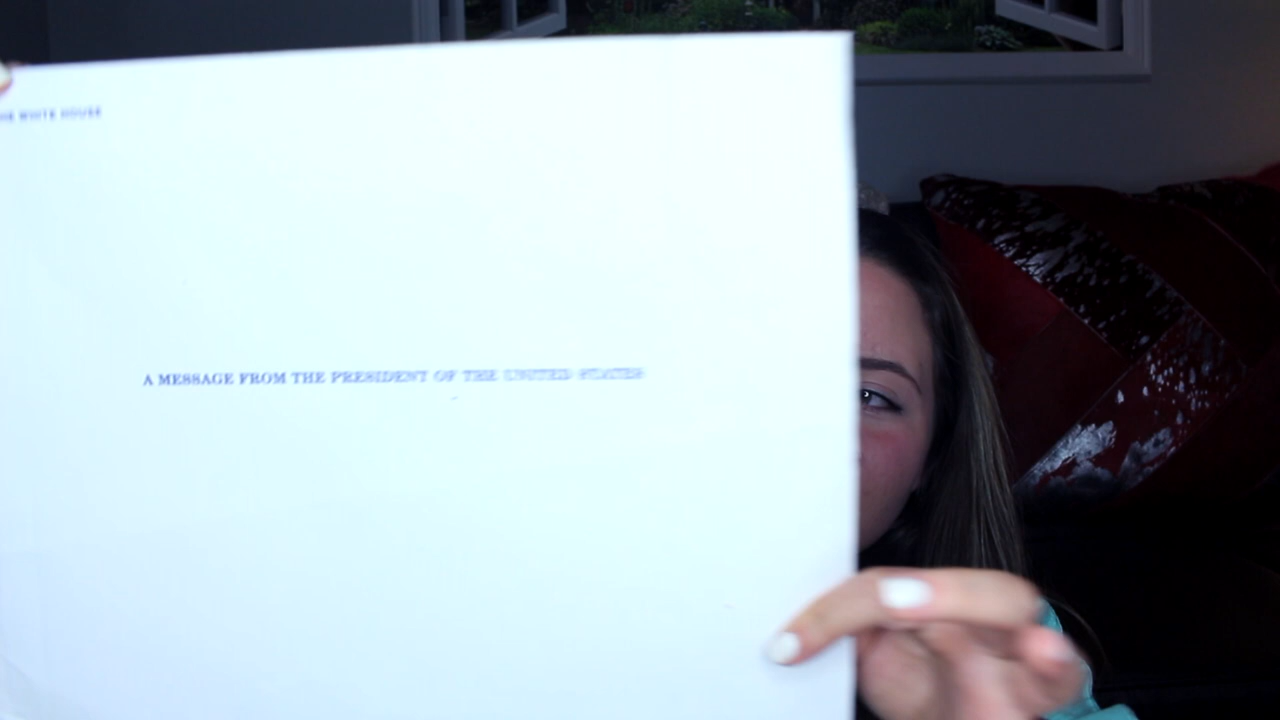 THE WHITE HOUSE
A MESSAGE FROM THE PRESIDENT OF THE UNITED STATES